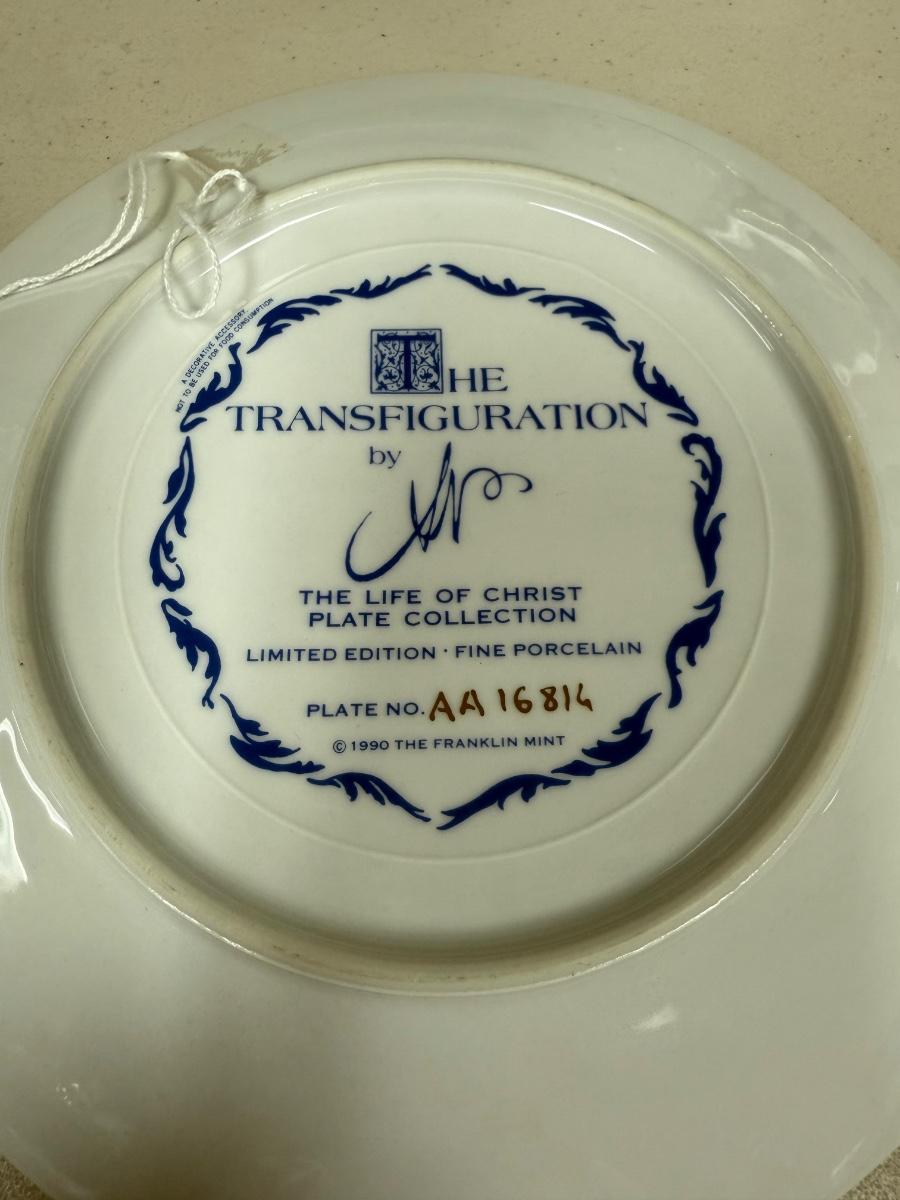 A DECORATIVE ACCESSORY
NOT TO BE USED FOR FOOD CONSUMPTION
THE
TRANSFIGURATION
by
THE LIFE OF CHRIST
PLATE COLLECTION
LIMITED EDITION · FINE PORCELAIN
PLATE NO. AA 16814
© 1990 THE FRANKLIN MINT